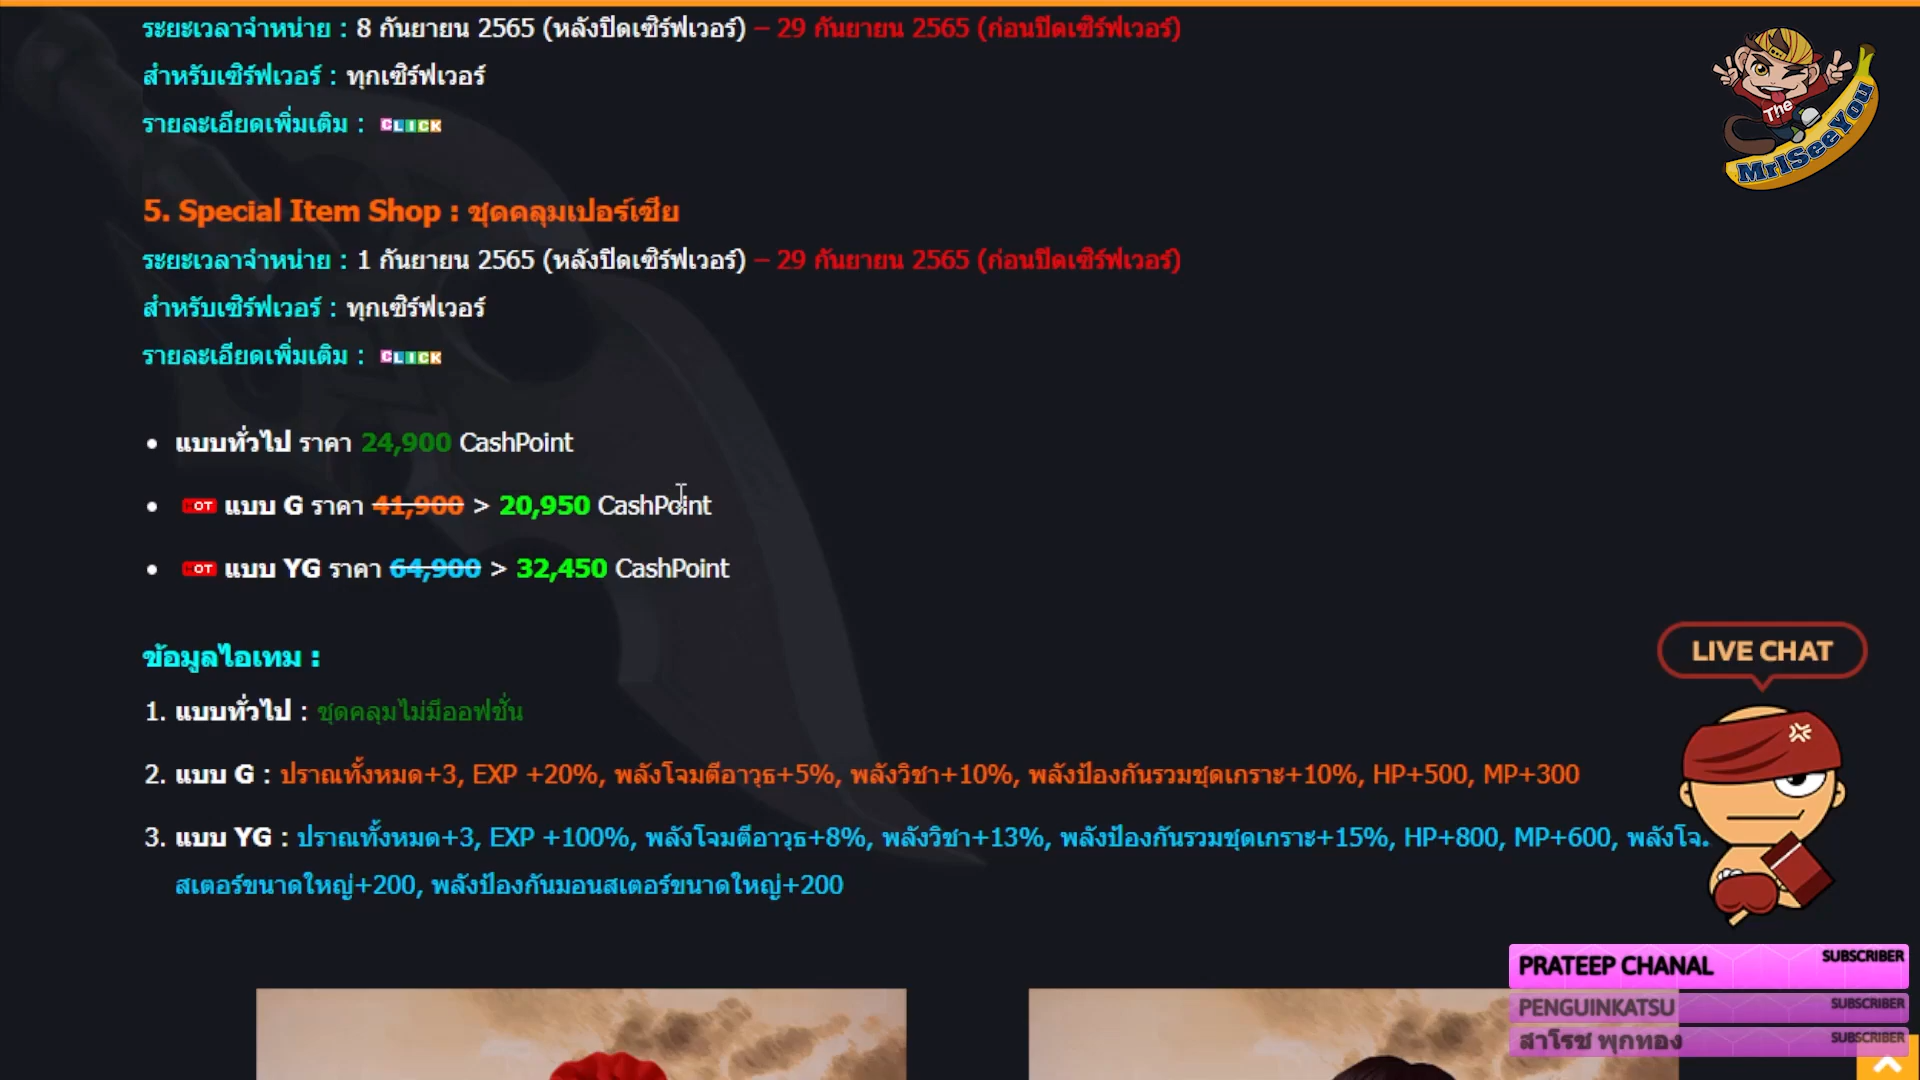 ระยะเวลาจำหน่าย : 8 กันยายน 2565 (หลังปิดเซิร์ฟเวอร์) – 29 กันยายน 2565 (ก่อนปิดเซิร์ฟเวอร์)
สำหรับเซิร์ฟเวอร์ : ทุกเซิร์ฟเวอร์
รายละเอียดเพิ่มเติม : CLICK
The
MrISeeYou
5. Special Item Shop : ชุดคลุมเปอร์เซีย
ระยะเวลาจำหน่าย : 1 กันยายน 2565 (หลังปิดเซิร์ฟเวอร์) – 29 กันยายน 2565 (ก่อนปิดเซิร์ฟเวอร์)
สำหรับเซิร์ฟเวอร์ : ทุกเซิร์ฟเวอร์
รายละเอียดเพิ่มเติม : CLICK
• แบบทั่วไป ราคา 24,900 CashPoint
• HOT แบบ G ราคา 41,900 > 20,950 CashPoint
• HOT แบบ YG ราคา 64,900 > 32,450 CashPoint
ข้อมูลไอเทม :
1. แบบทั่วไป : ชุดคลุมไม่มีออฟชั่น
2. แบบ G : ปราณทั้งหมด+3, EXP +20%, พลังโจมตีอาวุธ+5%, พลังวิชา+10%, พลังป้องกันรวมชุดเกราะ+10%, HP+500, MP+300
3. แบบ YG : ปราณทั้งหมด+3, EXP +100%, พลังโจมตีอาวุธ+8%, พลังวิชา+13%, พลังป้องกันรวมชุดเกราะ+15%, HP+800, MP+600,
สเตอร์ขนาดใหญ่+200, พลังป้องกันมอนสเตอร์ขนาดใหญ่+200
LIVE CHAT
PRATEEP CHANAL SUBSCRIBER
PENGUINKATSU SUBSCRIBER
สาโรช พุกทอง SUBSCRIBER